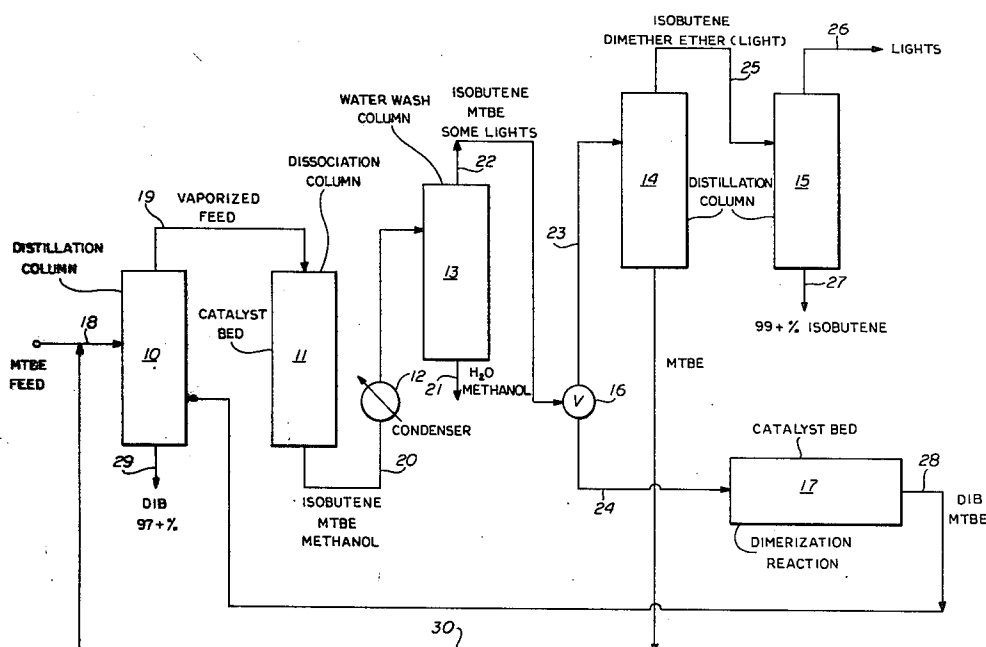 ISOBUTENE
DIMETHER ETHER (LIGHT)
26
LIGHTS
25
WATER WASH
COLUMN
ISOBUTENE
MTBE
SOME LIGHTS
22
DISSOCIATION
COLUMN
14
DISTILLATION
COLUMN
15
19
VAPORIZED
FEED
23
DISTILLATION
COLUMN
13
27
99+% ISOBUTENE
18
MTBE
FEED
10
CATALYST
BED
11
12
CONDENSER
21
H₂O
METHANOL
V
16
MTBE
29
DIB
97+%
20
ISOBUTENE
MTBE
METHANOL
24
CATALYST BED
17
28
DIB
MTBE
DIMERIZATION
REACTION
30